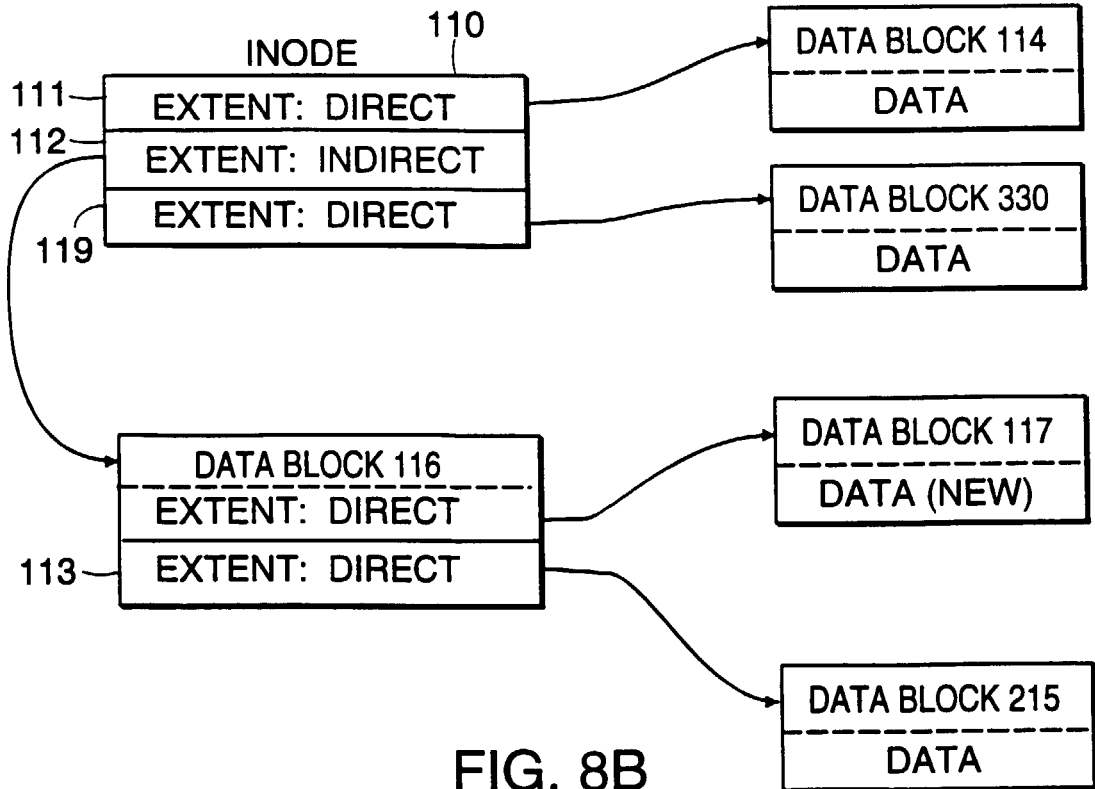 110
INODE
111
EXTENT: DIRECT
112
EXTENT: INDIRECT
EXTENT: DIRECT
119
DATA BLOCK 114
DATA
DATA BLOCK 330
DATA
DATA BLOCK 116
EXTENT: DIRECT
113
EXTENT: DIRECT
DATA BLOCK 117
DATA (NEW)
DATA BLOCK 215
DATA
FIG. 8B